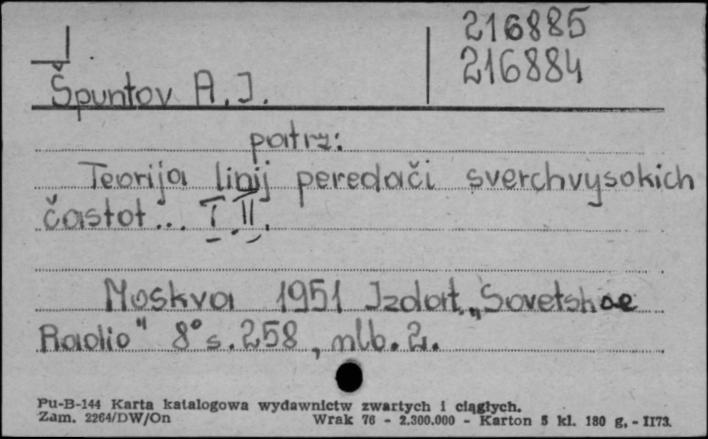 216885
216884
Špuntov A. J.
patrz:
Teorija linij peredači sverchvysokich
častot... I II.
Moskva 1951 Izdat. „Sovetskoe
Radio" 8° s. 258, nlb. 2.
Pu-B-144 Karta katalogowa wydawnictw zwartych i ciągłych.
Zam. 2264/DW/On Wrak 76 - 2.300.000 - Karton 5 kl. 180 g. - II73.